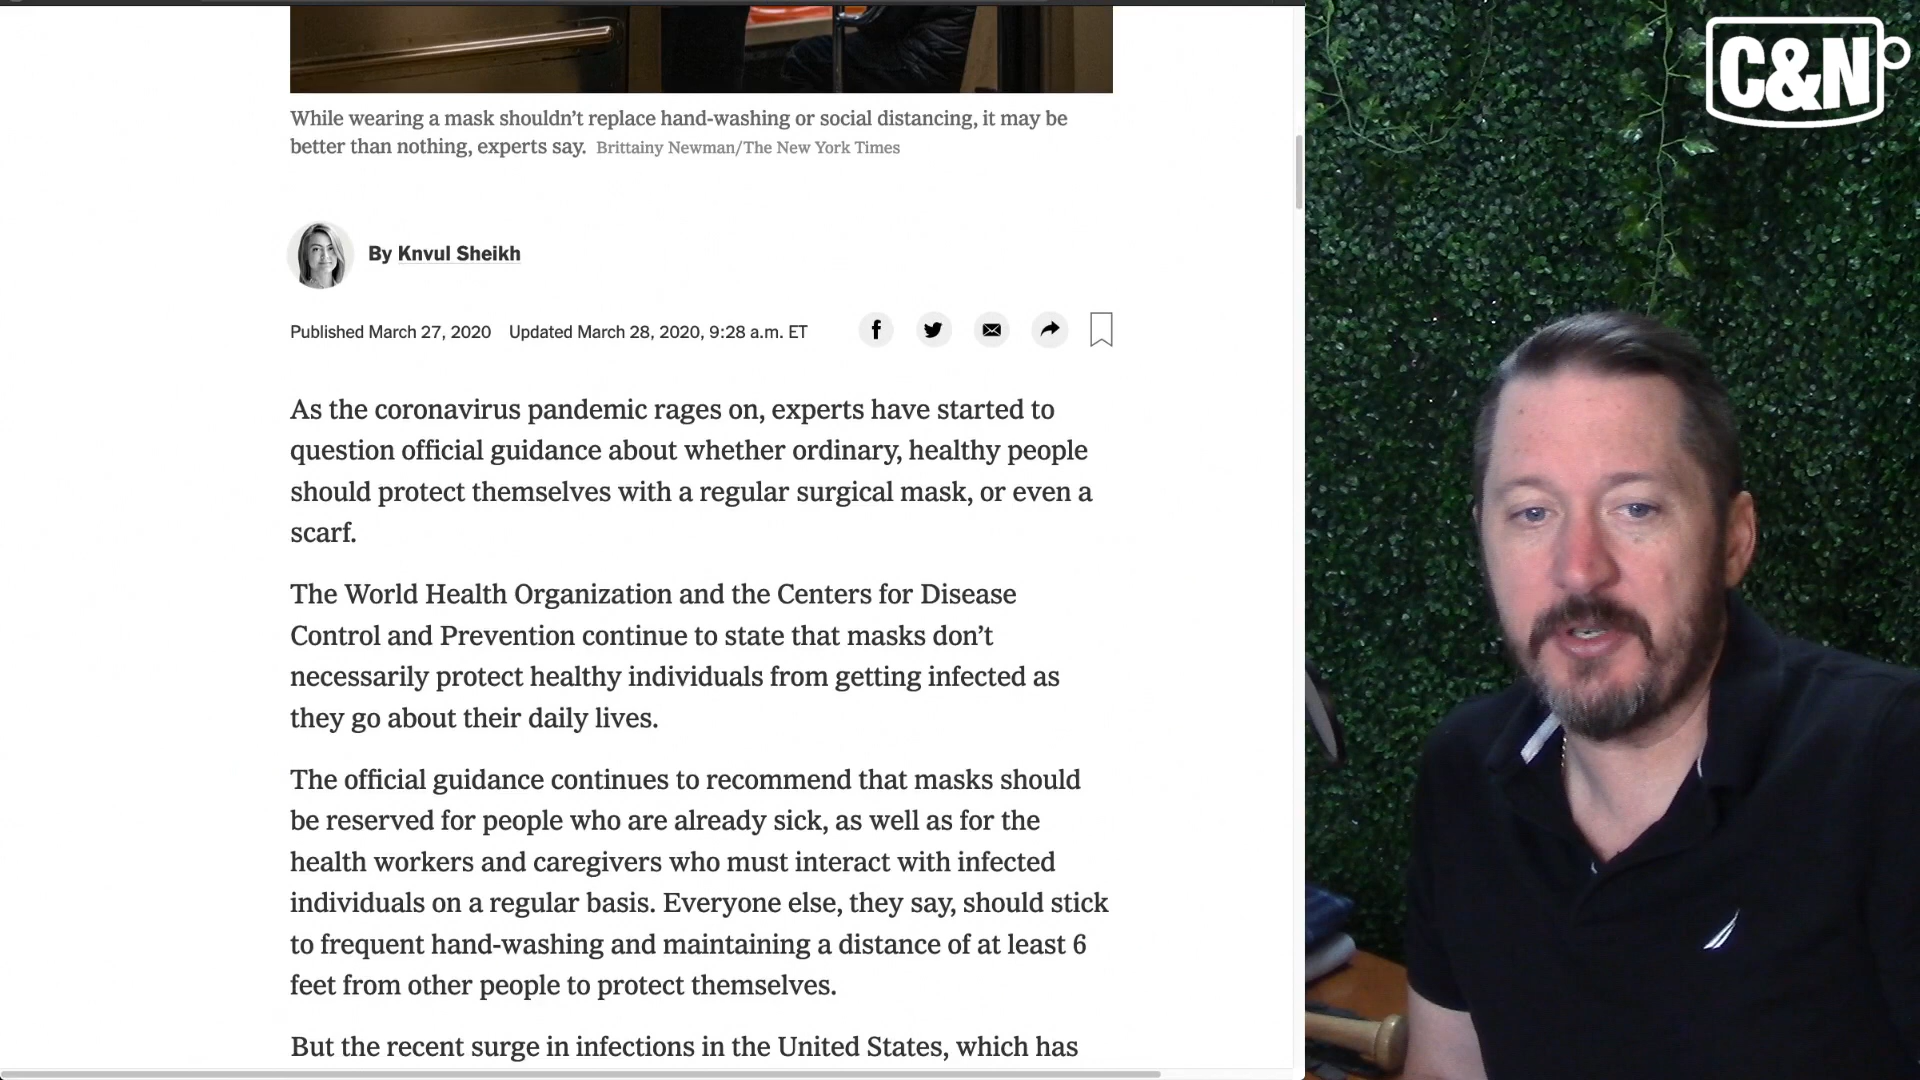 C&N
While wearing a mask shouldn’t replace hand-washing or social distancing, it may be
better than nothing, experts say. Brittainy Newman/The New York Times
By Knvul Sheikh
Published March 27, 2020 Updated March 28, 2020, 9:28 a.m. ET
As the coronavirus pandemic rages on, experts have started to
question official guidance about whether ordinary, healthy people
should protect themselves with a regular surgical mask, or even a
scarf.
The World Health Organization and the Centers for Disease
Control and Prevention continue to state that masks don’t
necessarily protect healthy individuals from getting infected as
they go about their daily lives.
The official guidance continues to recommend that masks should
be reserved for people who are already sick, as well as for the
health workers and caregivers who must interact with infected
individuals on a regular basis. Everyone else, they say, should stick
to frequent hand-washing and maintaining a distance of at least 6
feet from other people to protect themselves.
But the recent surge in infections in the United States, which has